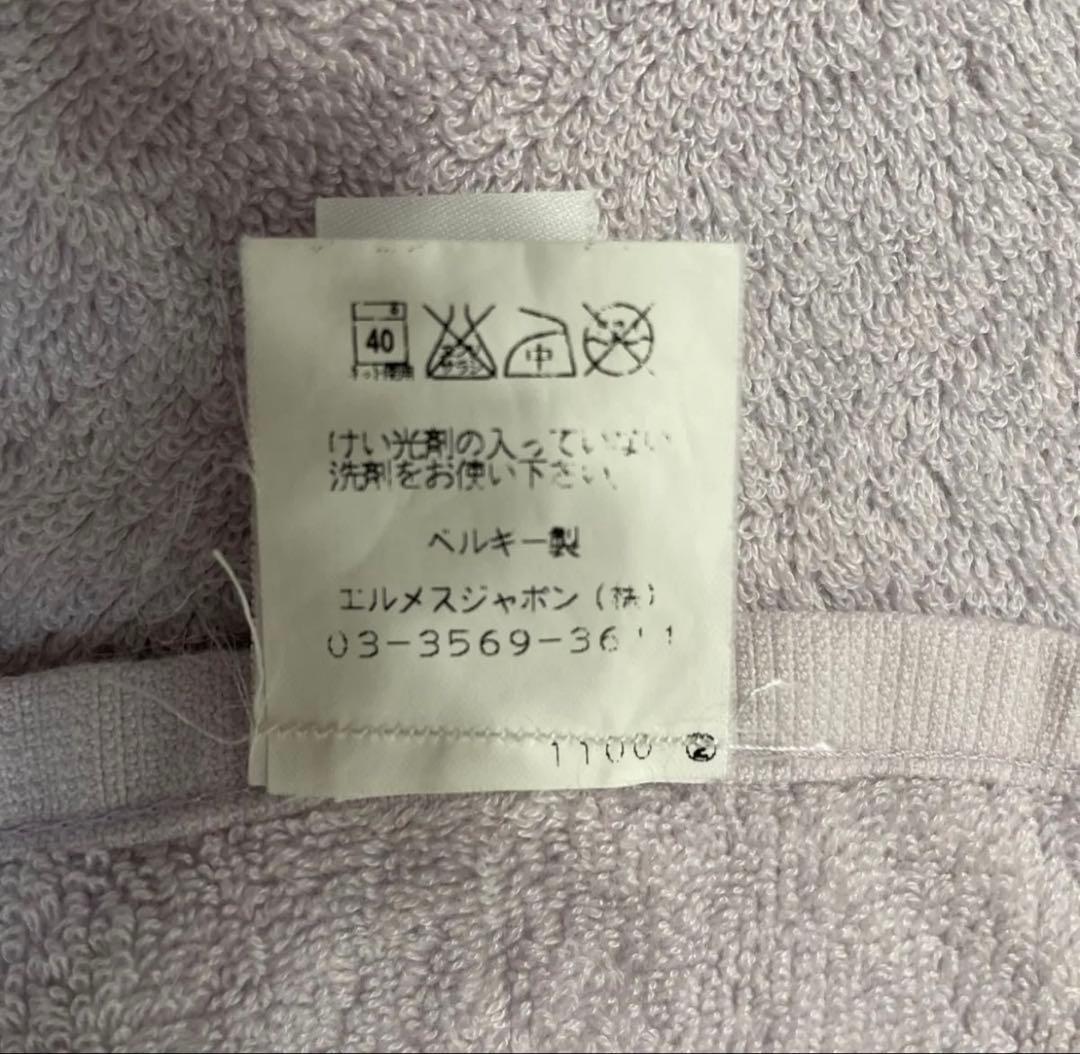 40
中
けい光剤の入っていない
洗剤をお使い下さい
ベルキー製
エルメスジャポン(株)
03-3569-36
1100 ②